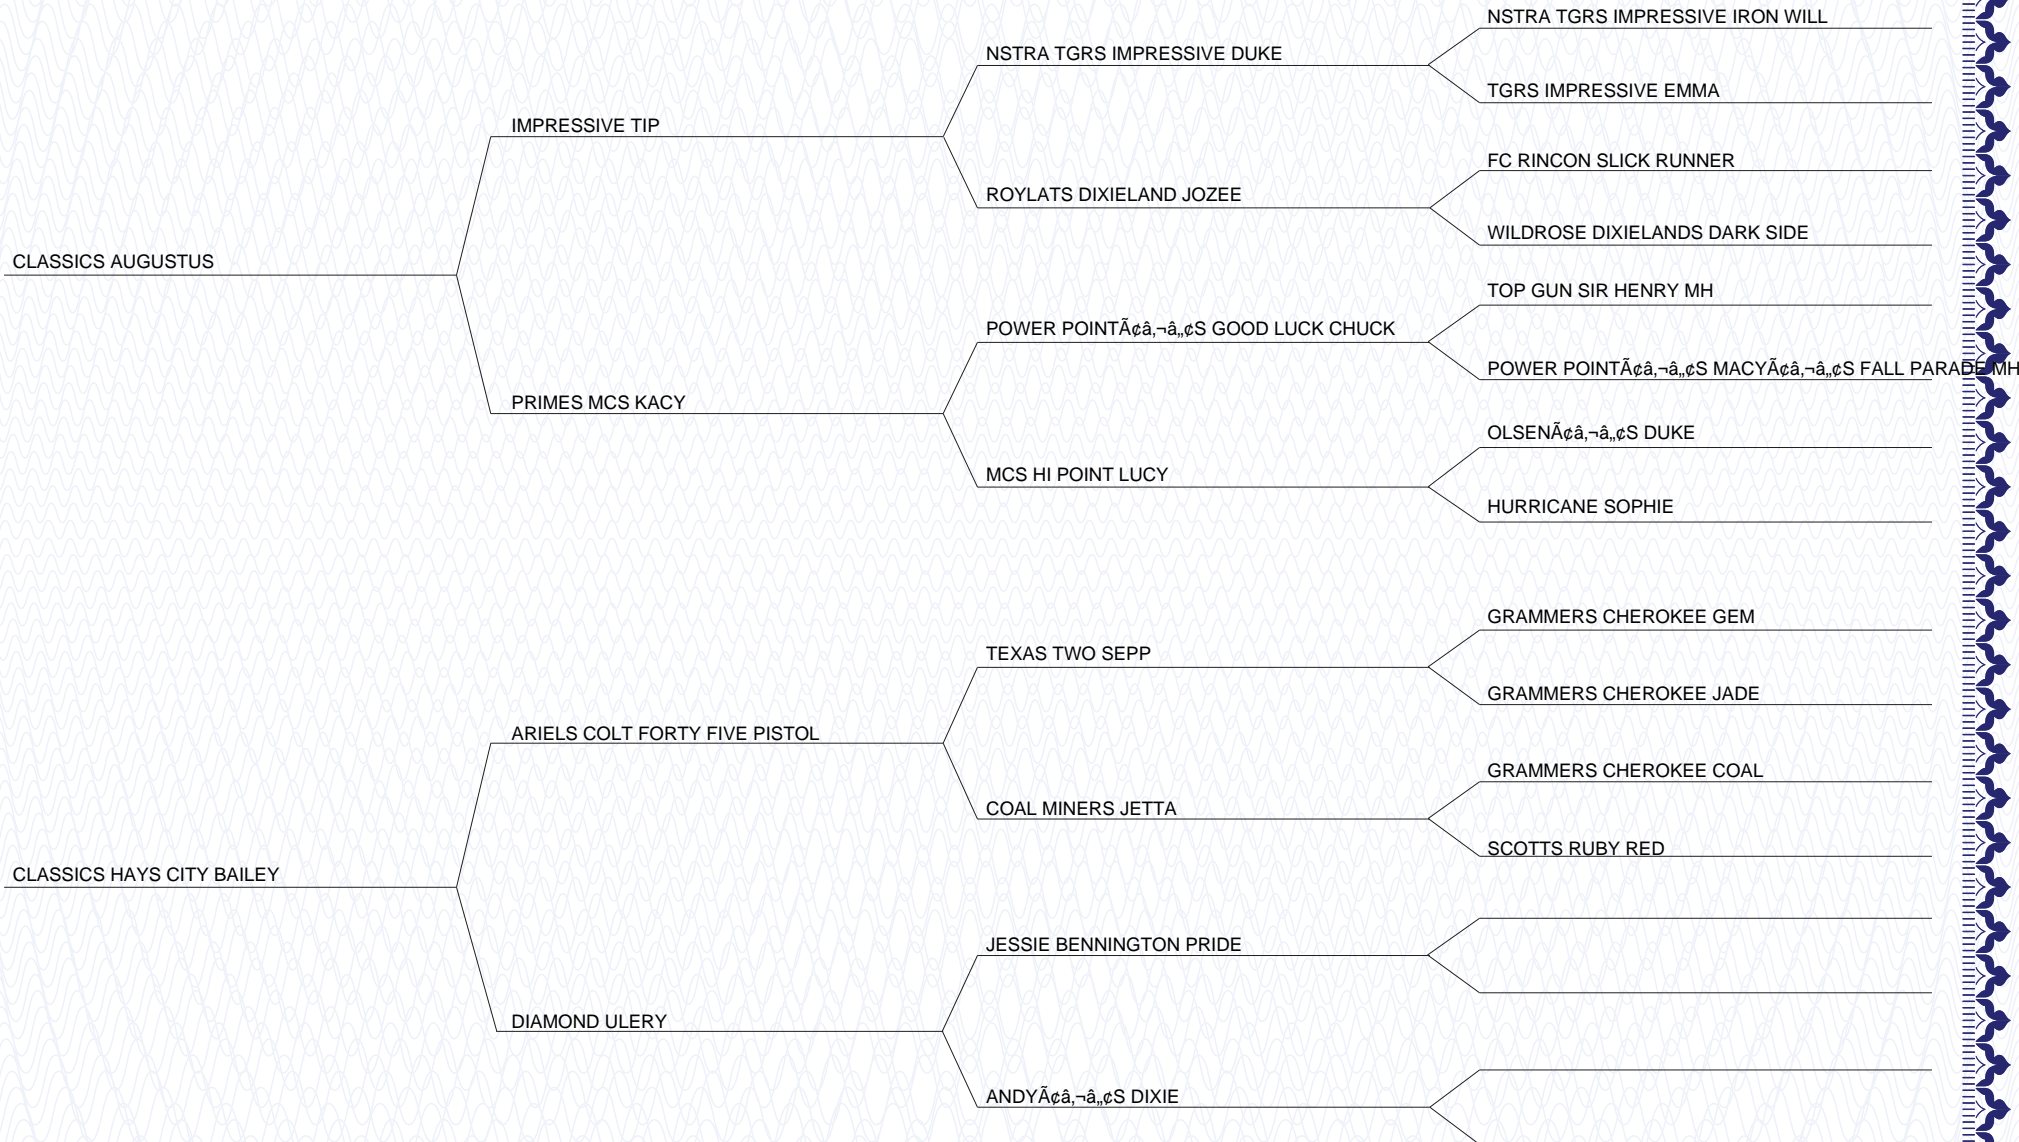 NSTRA TGRS IMPRESSIVE IRON WILL
NSTRA TGRS IMPRESSIVE DUKE
TGRS IMPRESSIVE EMMA
IMPRESSIVE TIP
FC RINCON SLICK RUNNER
ROYLATS DIXIELAND JOZEE
WILDROSE DIXIELANDS DARK SIDE
CLASSICS AUGUSTUS
TOP GUN SIR HENRY MH
POWER POINTÃ¢â‚¬â„¢S GOOD LUCK CHUCK
POWER POINTÃ¢â‚¬â„¢S MACYÃ¢â‚¬â„¢S FALL PARADE MH
PRIMES MCS KACY
OLSENÃ¢â‚¬â„¢S DUKE
MCS HI POINT LUCY
HURRICANE SOPHIE
GRAMMERS CHEROKEE GEM
TEXAS TWO SEPP
GRAMMERS CHEROKEE JADE
ARIELS COLT FORTY FIVE PISTOL
GRAMMERS CHEROKEE COAL
COAL MINERS JETTA
SCOTTS RUBY RED
CLASSICS HAYS CITY BAILEY
JESSIE BENNINGTON PRIDE
DIAMOND ULERY
ANDYÃ¢â‚¬â„¢S DIXIE